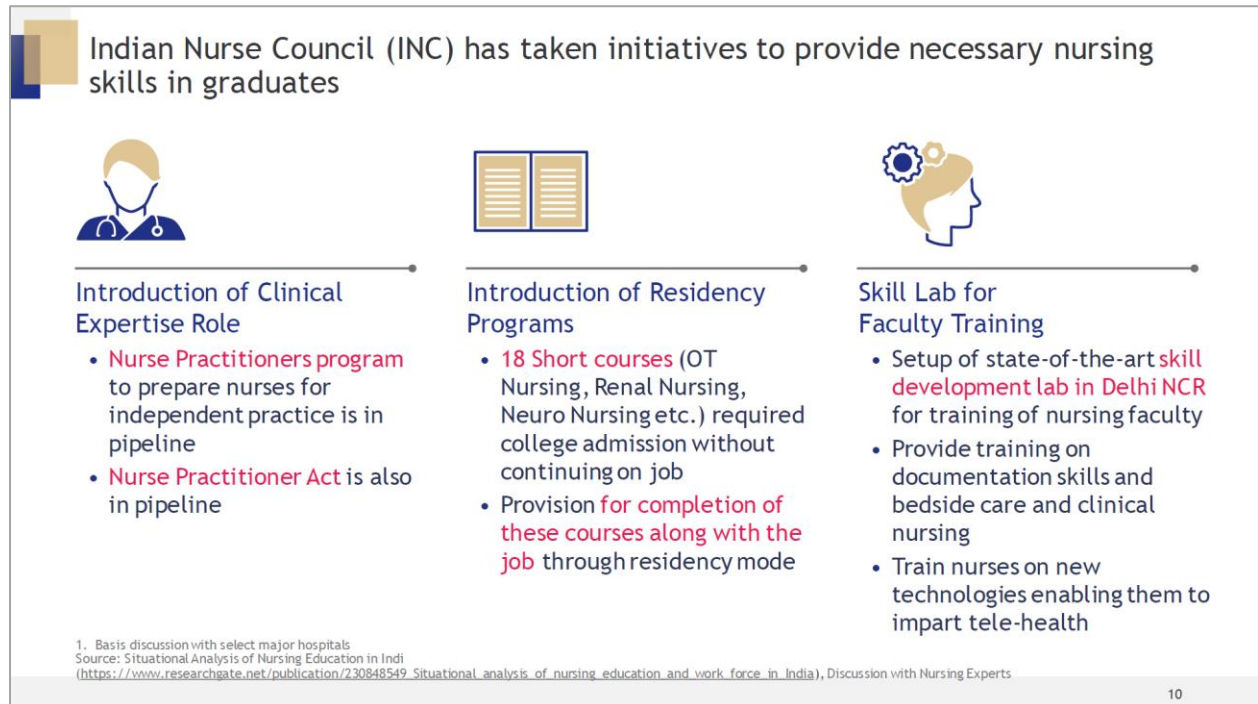 Indian Nurse Council (INC) has taken initiatives to provide necessary nursing
skills in graduates
Introduction of Clinical
Expertise Role
• Nurse Practitioners program
to prepare nurses for
independent practice is in
pipeline
• Nurse Practitioner Act is also
in pipeline
Introduction of Residency
Programs
• 18 Short courses (OT
Nursing, Renal Nursing,
Neuro Nursing etc.) required
college admission without
continuing on job
• Provision for completion of
these courses along with the
job through residency mode
Skill Lab for
Faculty Training
• Setup of state-of-the-art skill
development lab in Delhi NCR
for training of nursing faculty
• Provide training on
documentation skills and
bedside care and clinical
nursing
• Train nurses on new
technologies enabling them to
impart tele-health
1. Basis discussion with select major hospitals
Source: Situational Analysis of Nursing Education in Indi
(https://www.researchgate.net/publication/230848549_Situational_analysis_of_nursing_education_and_work_force_in_India), Discussion with Nursing Experts
10